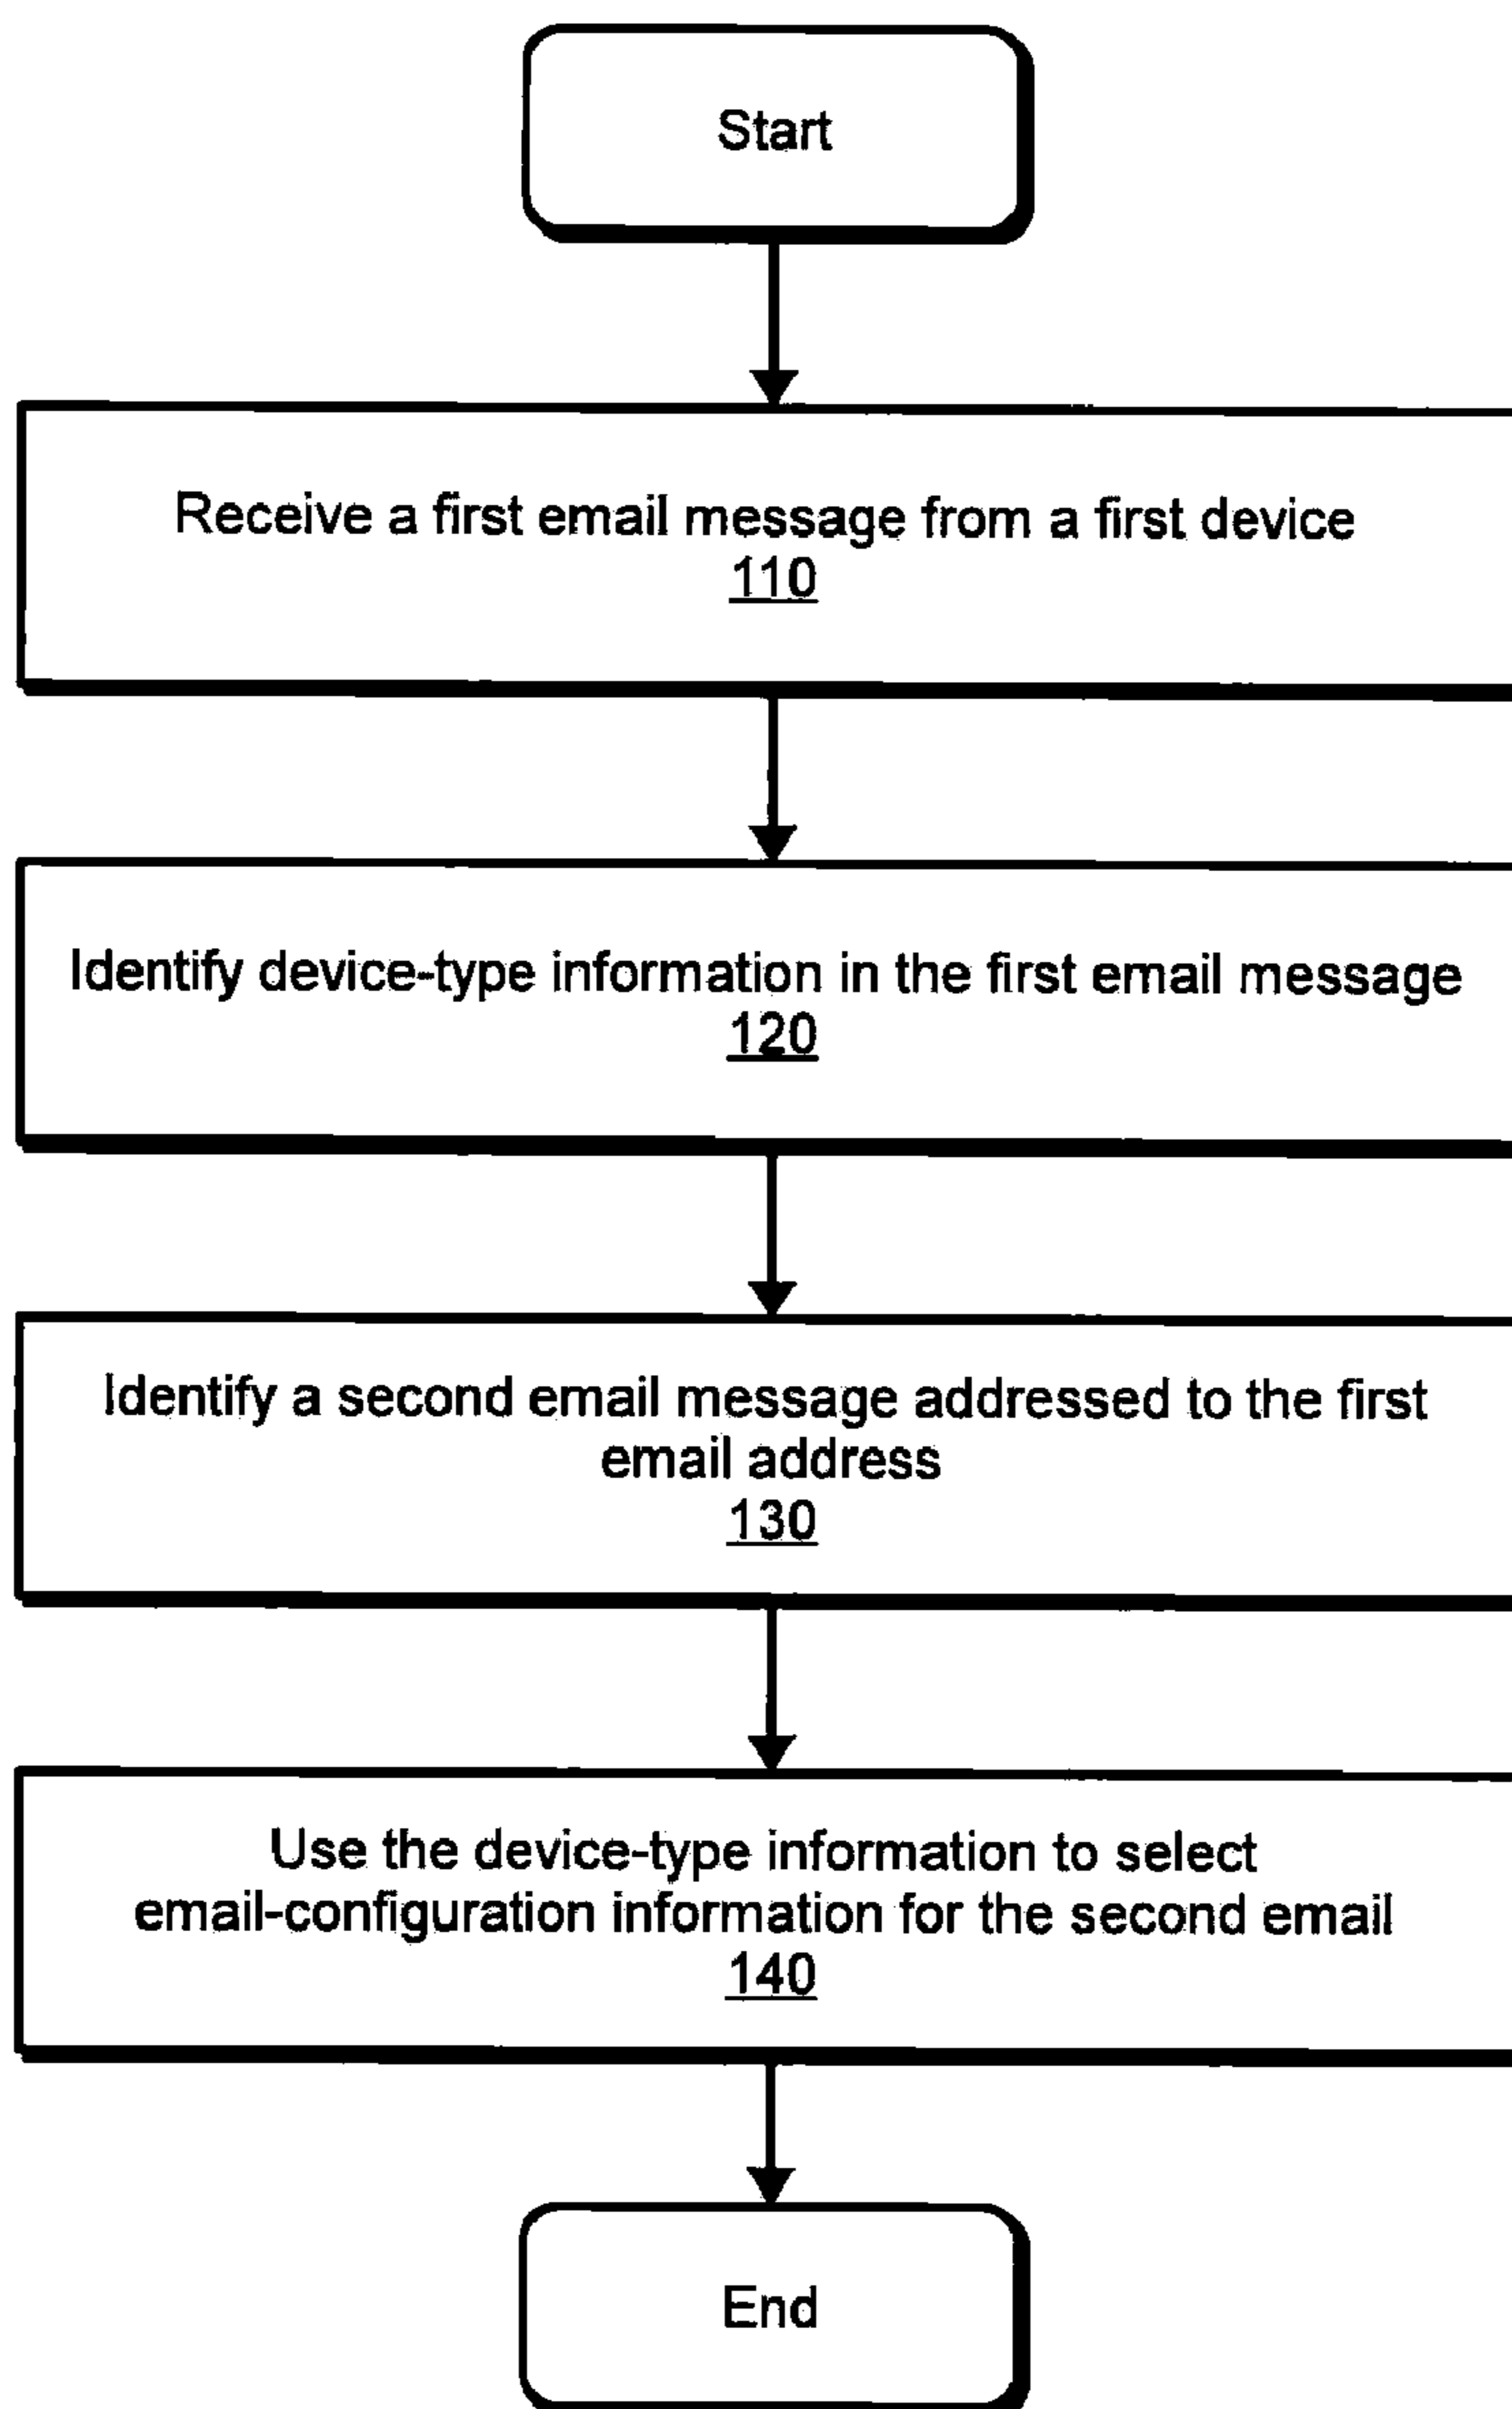 Start
Receive a first email message from a first device
110
Identify device-type information in the first email message
120
Identify a second email message addressed to the first
email address
130
Use the device-type information to select
email-configuration information for the second email
140
End